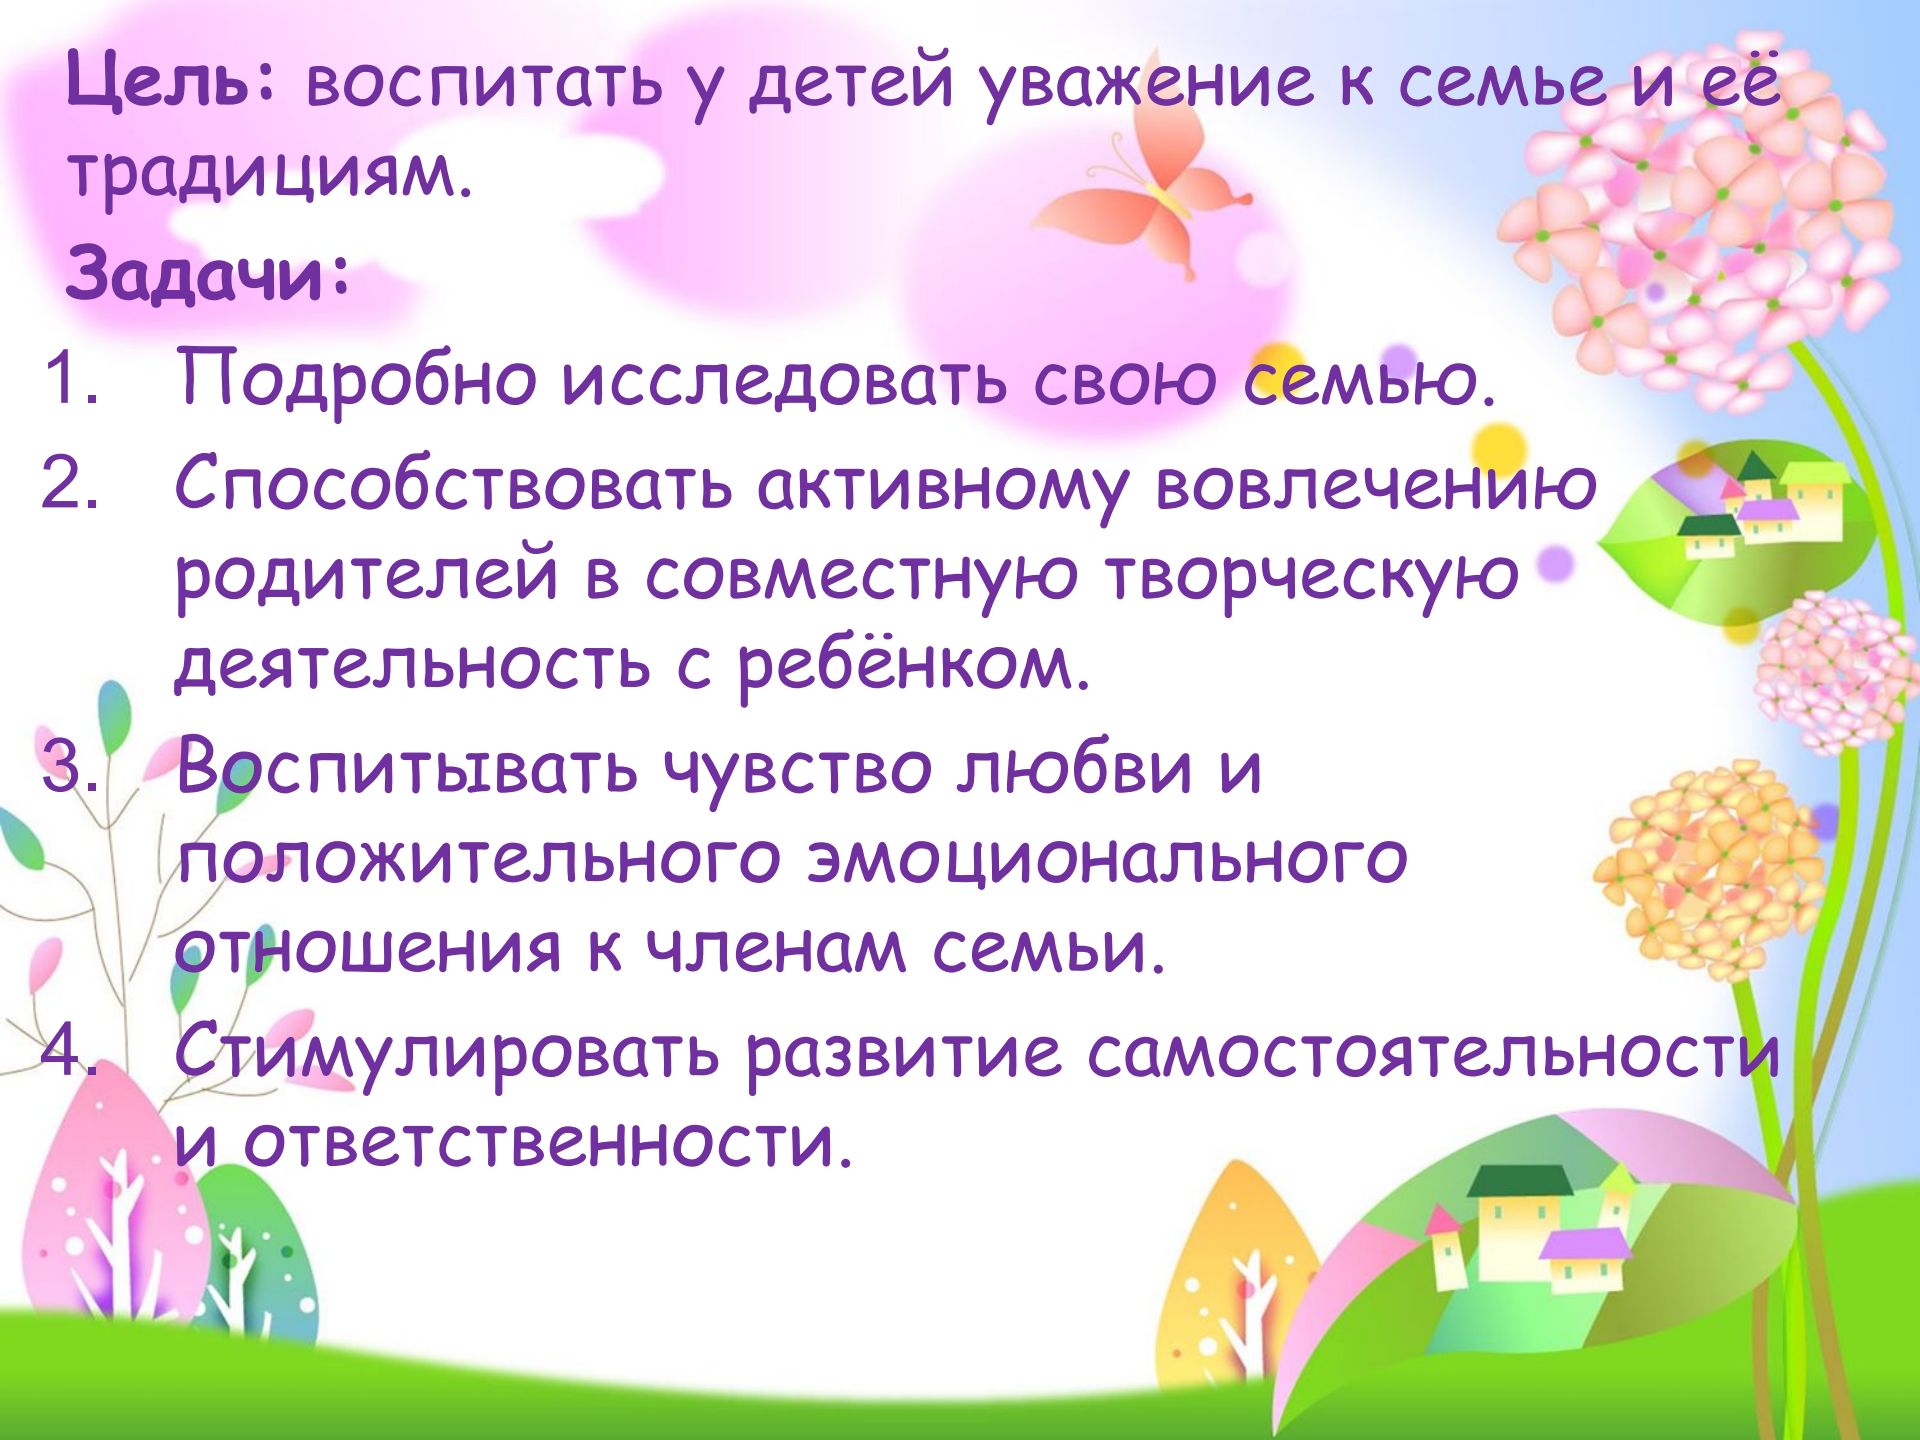 Цель: воспитать у детей уважение к семье и её
традициям.
Задачи:
1. Подробно исследовать свою семью.
2. Способствовать активному вовлечению
родителей в совместную творческую
деятельность с ребёнком.
3. Воспитывать чувство любви и
положительного эмоционального
отношения к членам семьи.
4. Стимулировать развитие самостоятельности
и ответственности.